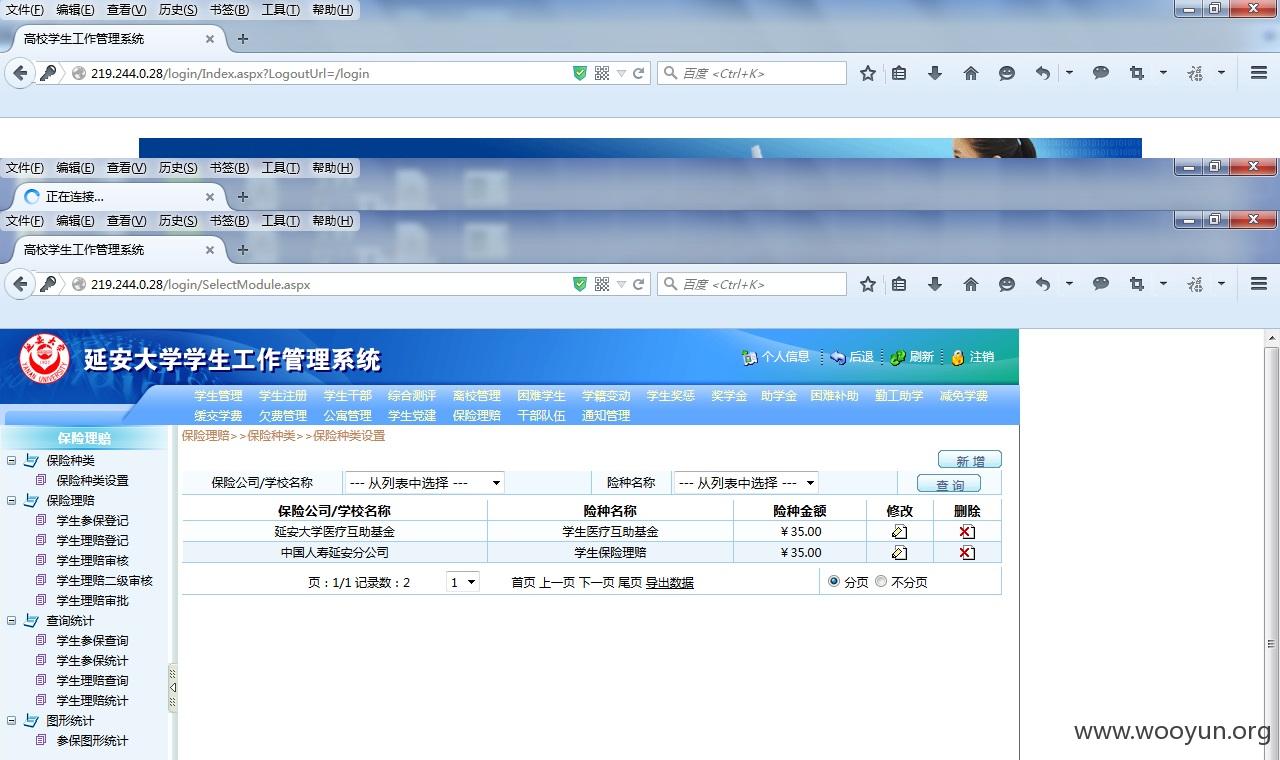 文件(F) 编辑(E) 查看(V) 历史(S) 书签(B) 工具(T) 帮助(H)
高校学生工作管理系统
219.244.0.28/login/Index.aspx?LogoutUrl=/login 百度 <Ctrl+K>
文件(F) 编辑(E) 查看(V) 历史(S) 书签(B) 工具(T) 帮助(H)
正在连接...
文件(F) 编辑(E) 查看(V) 历史(S) 书签(B) 工具(T) 帮助(H)
高校学生工作管理系统
219.244.0.28/login/SelectModule.aspx 百度 <Ctrl+K>
延安大学学生工作管理系统 个人信息 后退 刷新 注销
学生管理 学生注册 学生干部 综合测评 离校管理 困难学生 学籍变动 学生奖惩 奖学金 助学金 困难补助 勤工助学 减免学费
缓交学费 欠费管理 公寓管理 学生党建 保险理赔 干部队伍 通知管理
保险理赔
保险种类
保险种类设置
保险理赔
学生参保登记
学生理赔登记
学生理赔审核
学生理赔二级审核
学生理赔审批
查询统计
学生参保查询
学生参保统计
学生理赔查询
学生理赔统计
图形统计
参保图形统计
保险理赔>>保险种类>>保险种类设置
新 增
保险公司/学校名称 --- 从列表中选择 --- 险种名称 --- 从列表中选择 --- 查 询
保险公司/学校名称 险种名称 险种金额 修改 删除
延安大学医疗互助基金 学生医疗互助基金 ￥35.00
中国人寿延安分公司 学生保险理赔 ￥35.00
页：1/1 记录数：2 1 首页 上一页 下一页 尾页 导出数据 分页 不分页
www.wooyun.org